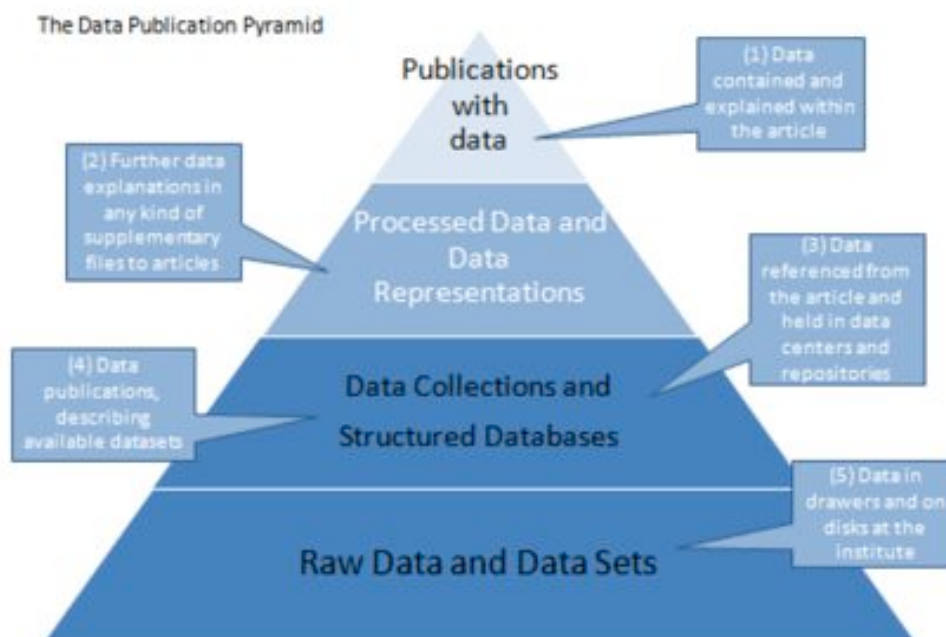 The Data Publication Pyramid
Publications
with
data
(1) Data
contained and
explained within
the article
(2) Further data
explanations in
any kind of
supplementary
files to articles
Processed Data and
Data
Representations
(3) Data
referenced from
the article and
held in data
centers and
repositories
(4) Data
publications,
describing
available datasets
Data Collections and
Structured Databases
(5) Data in
drawers and on
disks at the
institute
Raw Data and Data Sets